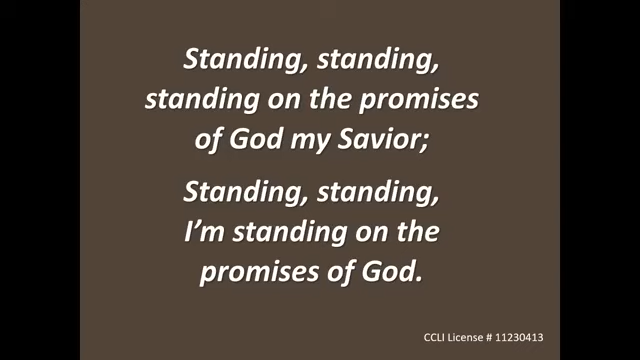 Standing, standing,
standing on the promises
of God my Savior;
Standing, standing,
I’m standing on the
promises of God.
CCLI License # 11230413